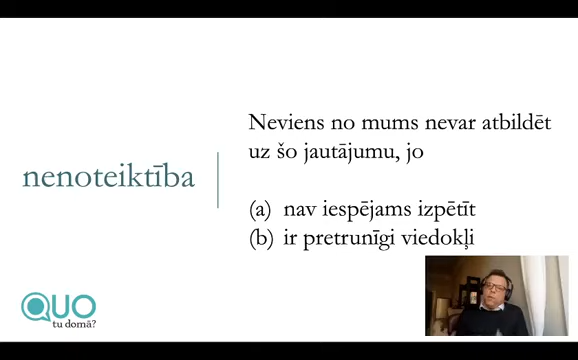 nenoteiktība
Neviens no mums nevar atbildēt
uz šo jautājumu, jo
(a) nav iespējams izpētīt
(b) ir pretrunīgi viedokļi
QUO
tu domā?